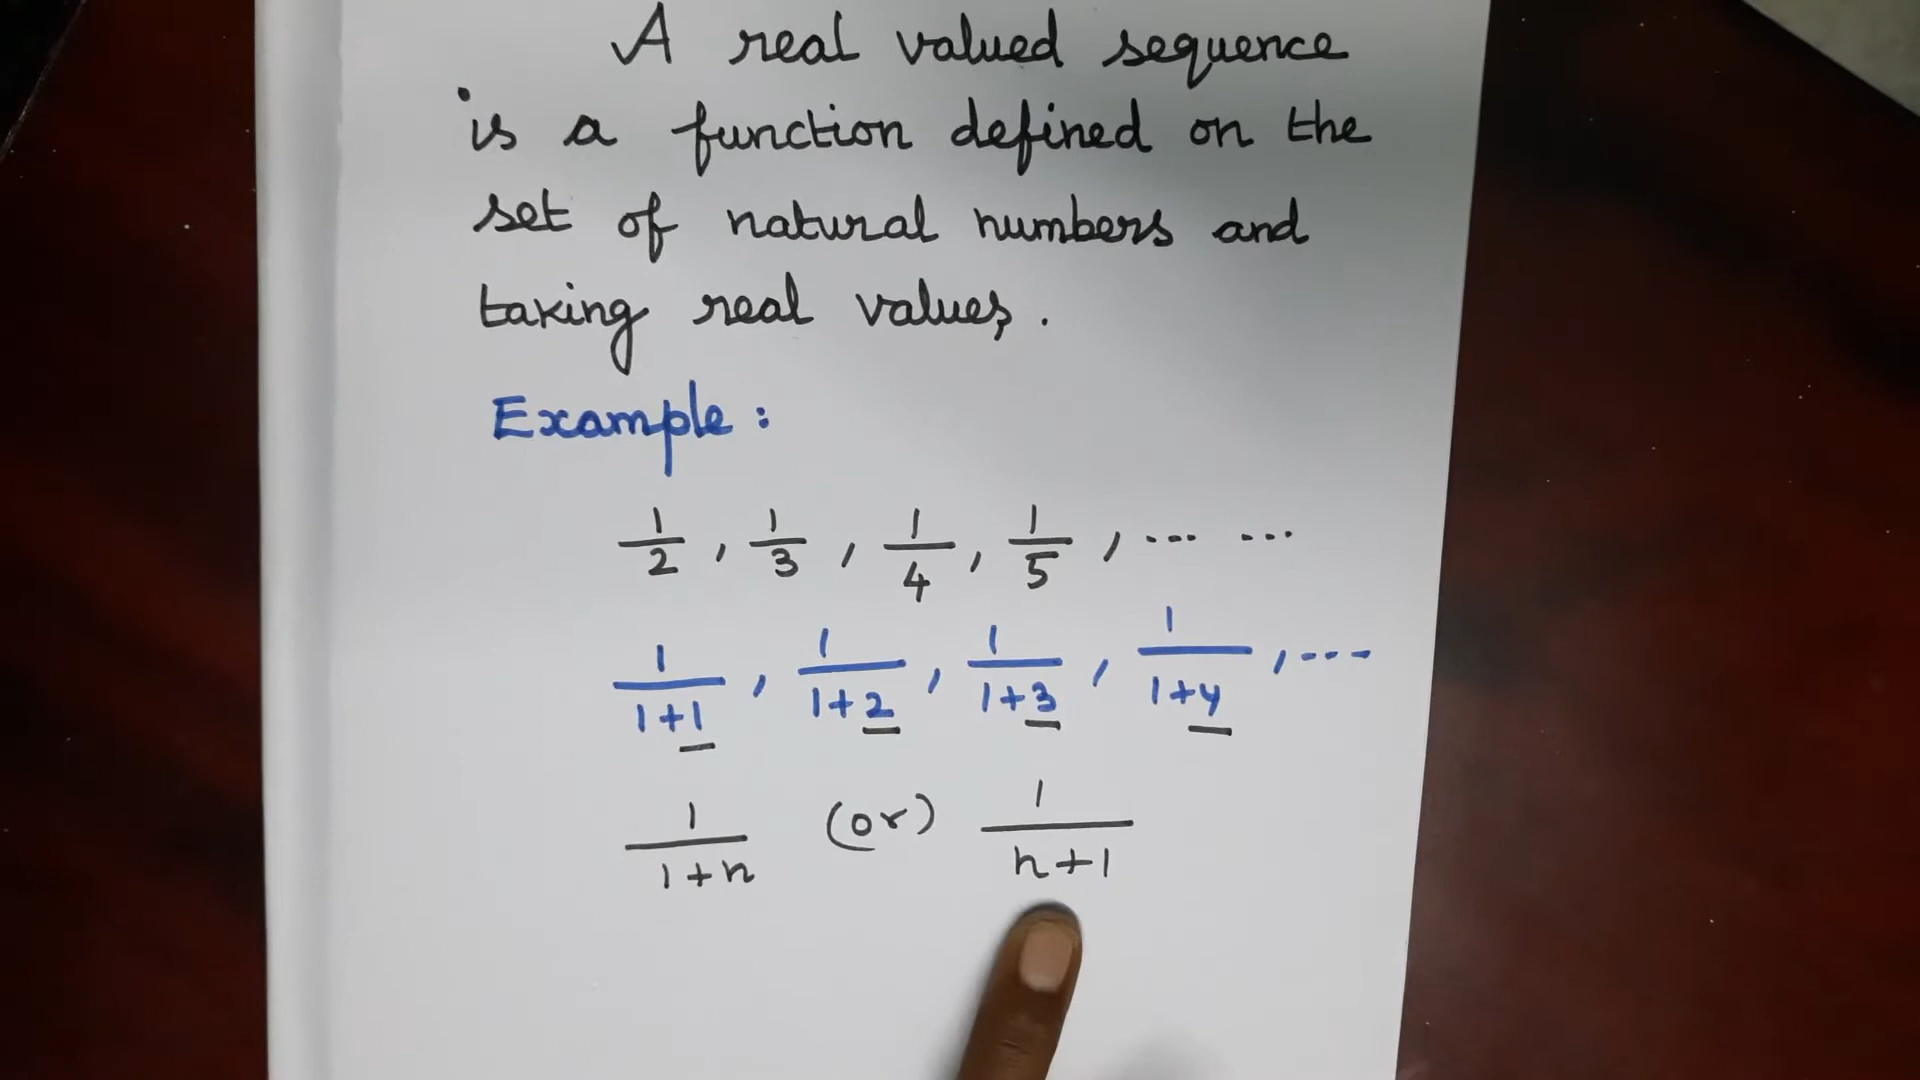 A real valued sequence
is a function defined on the
set of natural numbers and
taking real values.
Example:
1/2, 1/3, 1/4, 1/5, ... ...
1/(1+1), 1/(1+2), 1/(1+3), 1/(1+4), ...
1/(1+n) (or) 1/(n+1)